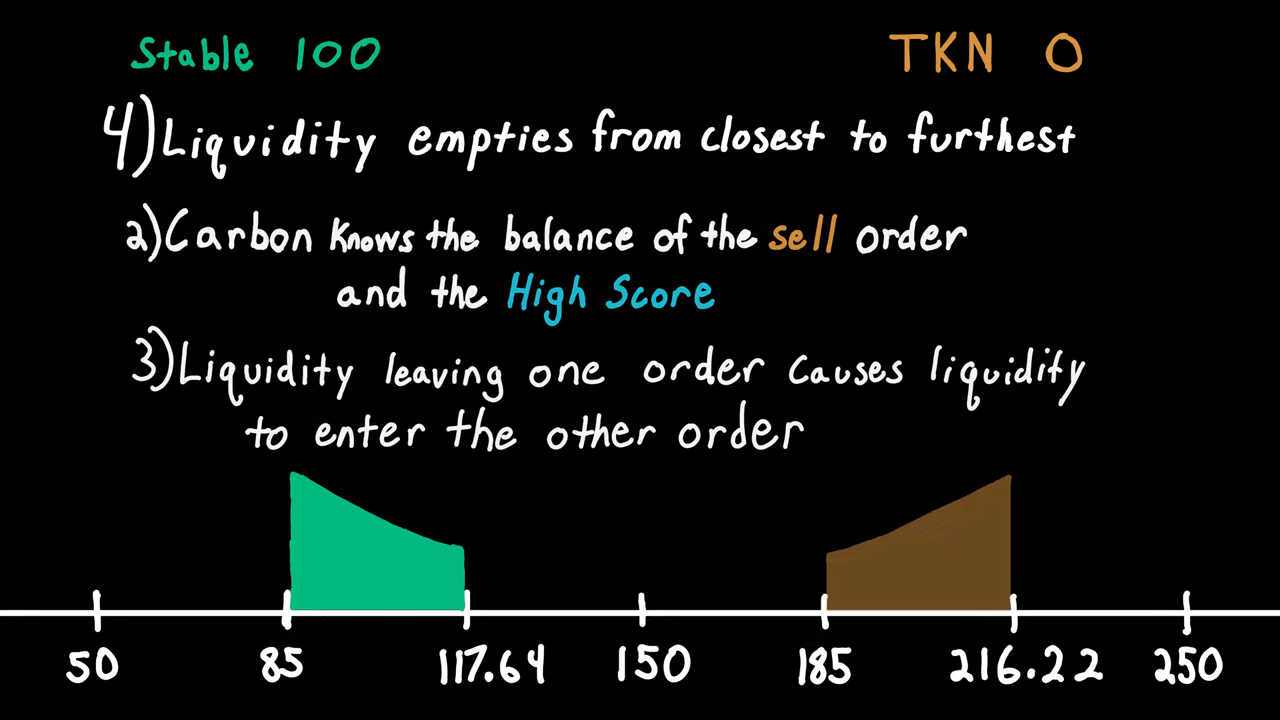 Stable 100 TKN 0
4) Liquidity empties from closest to furthest
2) Carbon knows the balance of the sell order
and the High Score
3) Liquidity leaving one order causes liquidity
to enter the other order
50 85 117.64 150 185 216.22 250